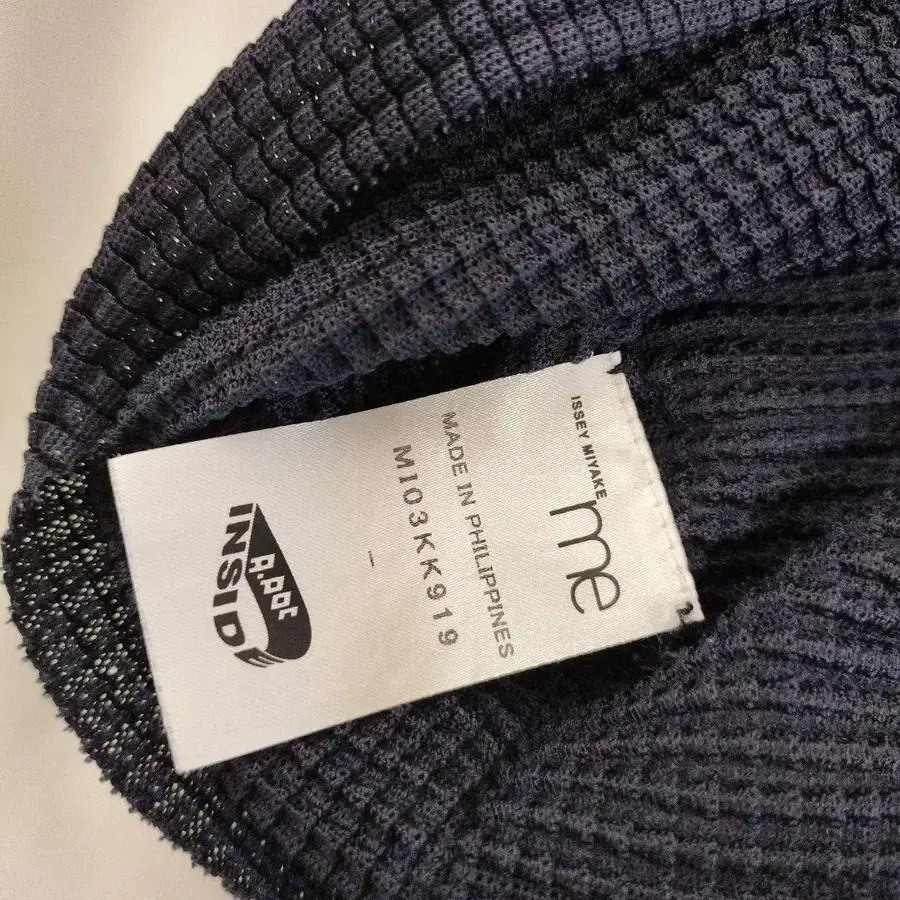 ISSEY MIYAKE
me
MADE IN PHILIPPINES
MI03KK919
–
A.POC
INSIDE